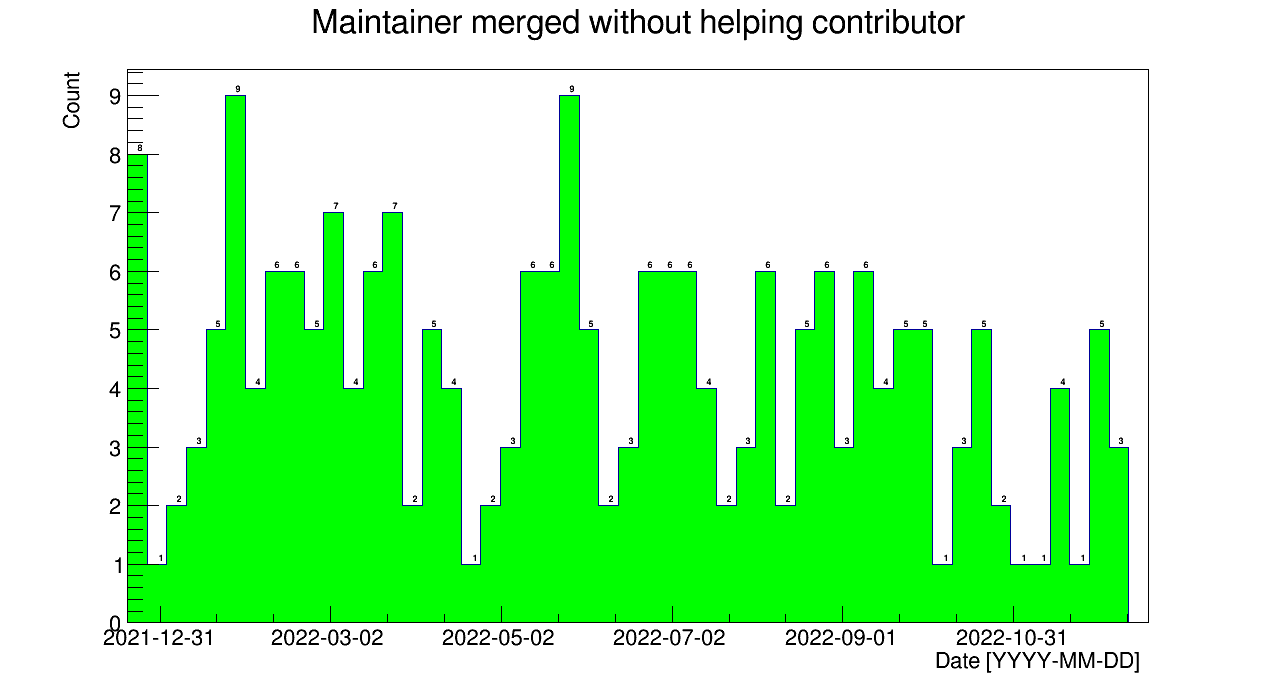 Maintainer merged without helping contributor
Count
9
8
7
6
5
4
3
2
1
0
8 1 2 3 5 9 4 6 6 5 7 4 6 7 2 5 4 1 2 3 6 6 9 5 2 3 6 6 6 4 2 3 6 2 5 6 3 6 4 5 5 1 3 5 2 1 1 4 1 5 3
2021-12-31 2022-03-02 2022-05-02 2022-07-02 2022-09-01 2022-10-31
Date [YYYY-MM-DD]